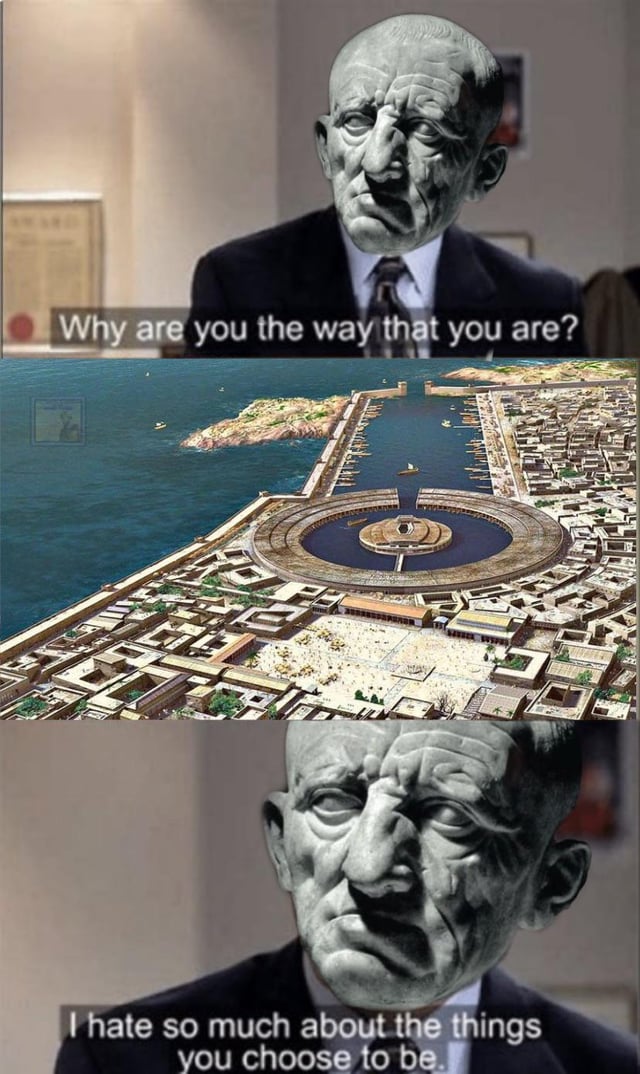 Why are you the way that you are?
I hate so much about the things
you choose to be.